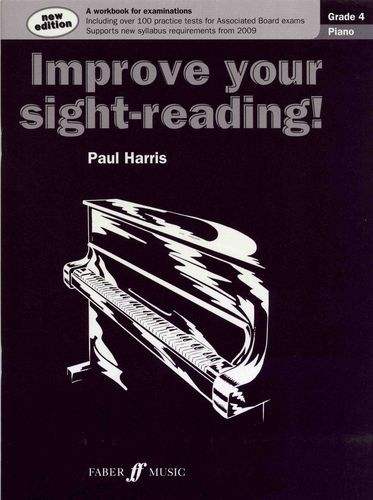 new
edition
A workbook for examinations
Including over 100 practice tests for Associated Board exams
Supports new syllabus requirements from 2009
Grade 4
Piano
Improve your
sight-reading!
Paul Harris
FABER ff MUSIC